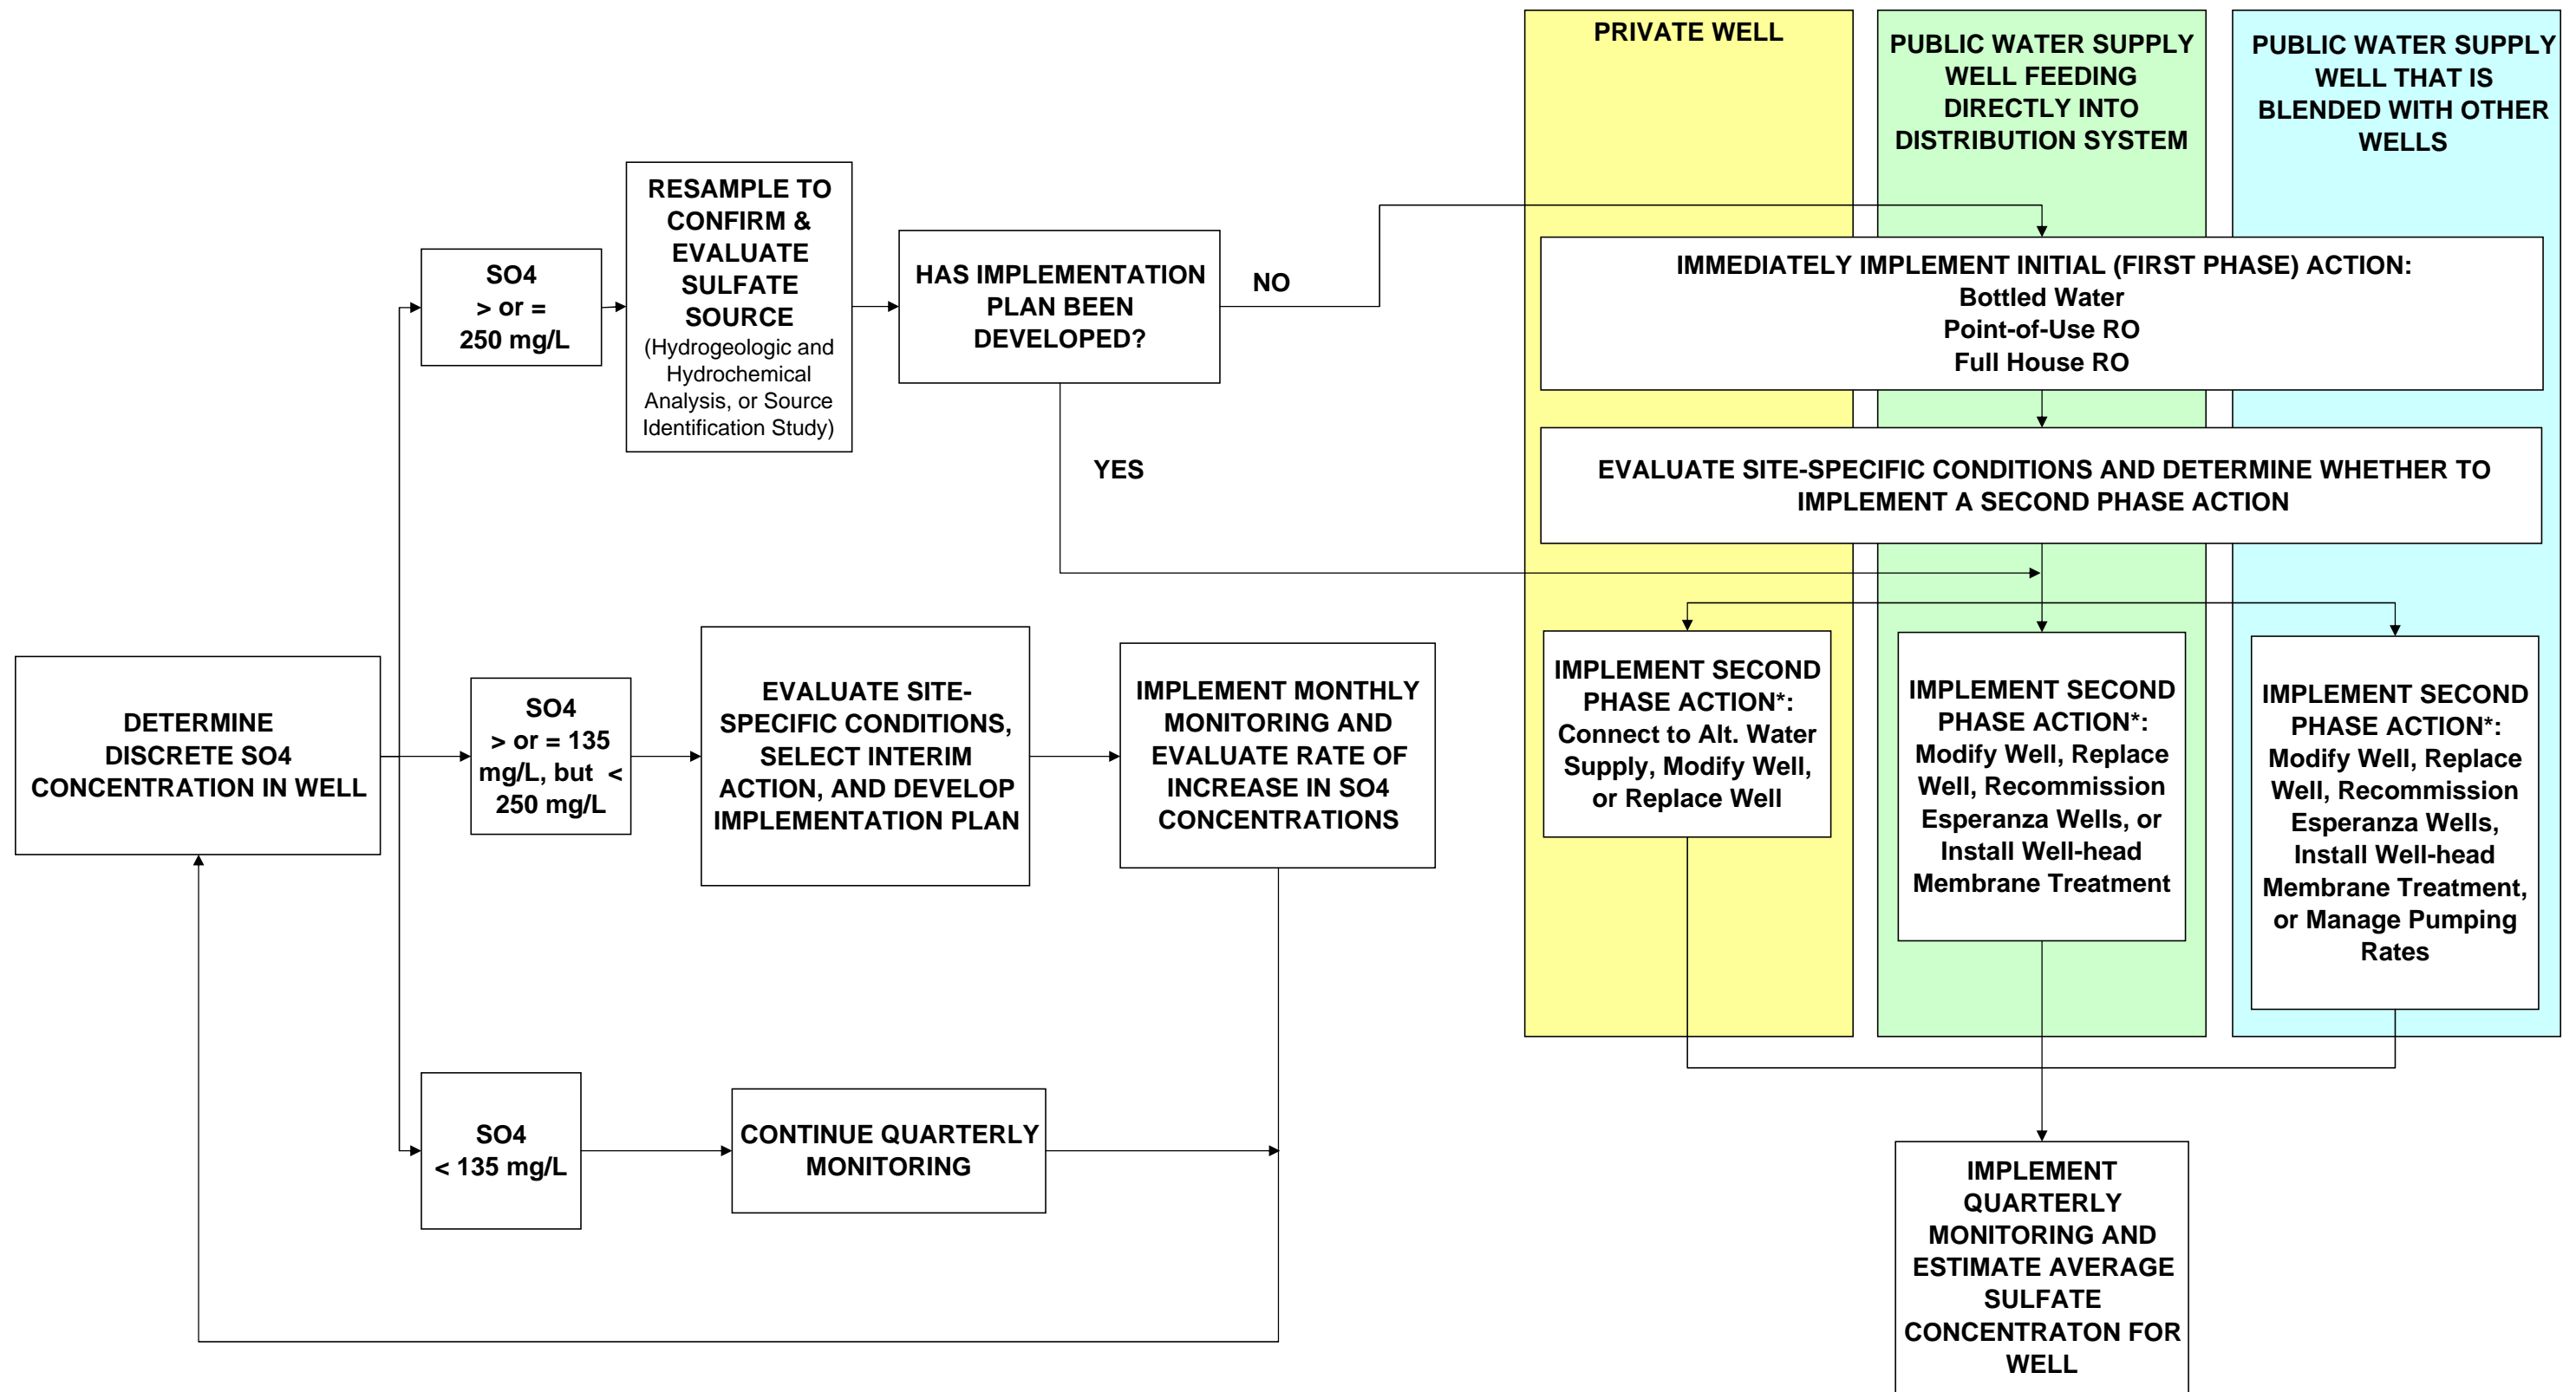 PRIVATE WELL
PUBLIC WATER SUPPLY
WELL FEEDING
DIRECTLY INTO
DISTRIBUTION SYSTEM
PUBLIC WATER SUPPLY
WELL THAT IS
BLENDED WITH OTHER
WELLS
SO4
> or =
250 mg/L
RESAMPLE TO
CONFIRM &
EVALUATE
SULFATE
SOURCE
(Hydrogeologic and
Hydrochemical
Analysis, or Source
Identification Study)
HAS IMPLEMENTATION
PLAN BEEN
DEVELOPED?
NO
YES
IMMEDIATELY IMPLEMENT INITIAL (FIRST PHASE) ACTION:
Bottled Water
Point-of-Use RO
Full House RO
EVALUATE SITE-SPECIFIC CONDITIONS AND DETERMINE WHETHER TO
IMPLEMENT A SECOND PHASE ACTION
DETERMINE
DISCRETE SO4
CONCENTRATION IN WELL
SO4
> or = 135
mg/L, but <
250 mg/L
EVALUATE SITE-
SPECIFIC CONDITIONS,
SELECT INTERIM
ACTION, AND DEVELOP
IMPLEMENTATION PLAN
IMPLEMENT MONTHLY
MONITORING AND
EVALUATE RATE OF
INCREASE IN SO4
CONCENTRATIONS
IMPLEMENT SECOND
PHASE ACTION*:
Connect to Alt. Water
Supply, Modify Well,
or Replace Well
IMPLEMENT SECOND
PHASE ACTION*:
Modify Well, Replace
Well, Recommission
Esperanza Wells, or
Install Well-head
Membrane Treatment
IMPLEMENT SECOND
PHASE ACTION*:
Modify Well, Replace
Well, Recommission
Esperanza Wells,
Install Well-head
Membrane Treatment,
or Manage Pumping
Rates
SO4
< 135 mg/L
CONTINUE QUARTERLY
MONITORING
IMPLEMENT
QUARTERLY
MONITORING AND
ESTIMATE AVERAGE
SULFATE
CONCENTRATON FOR
WELL